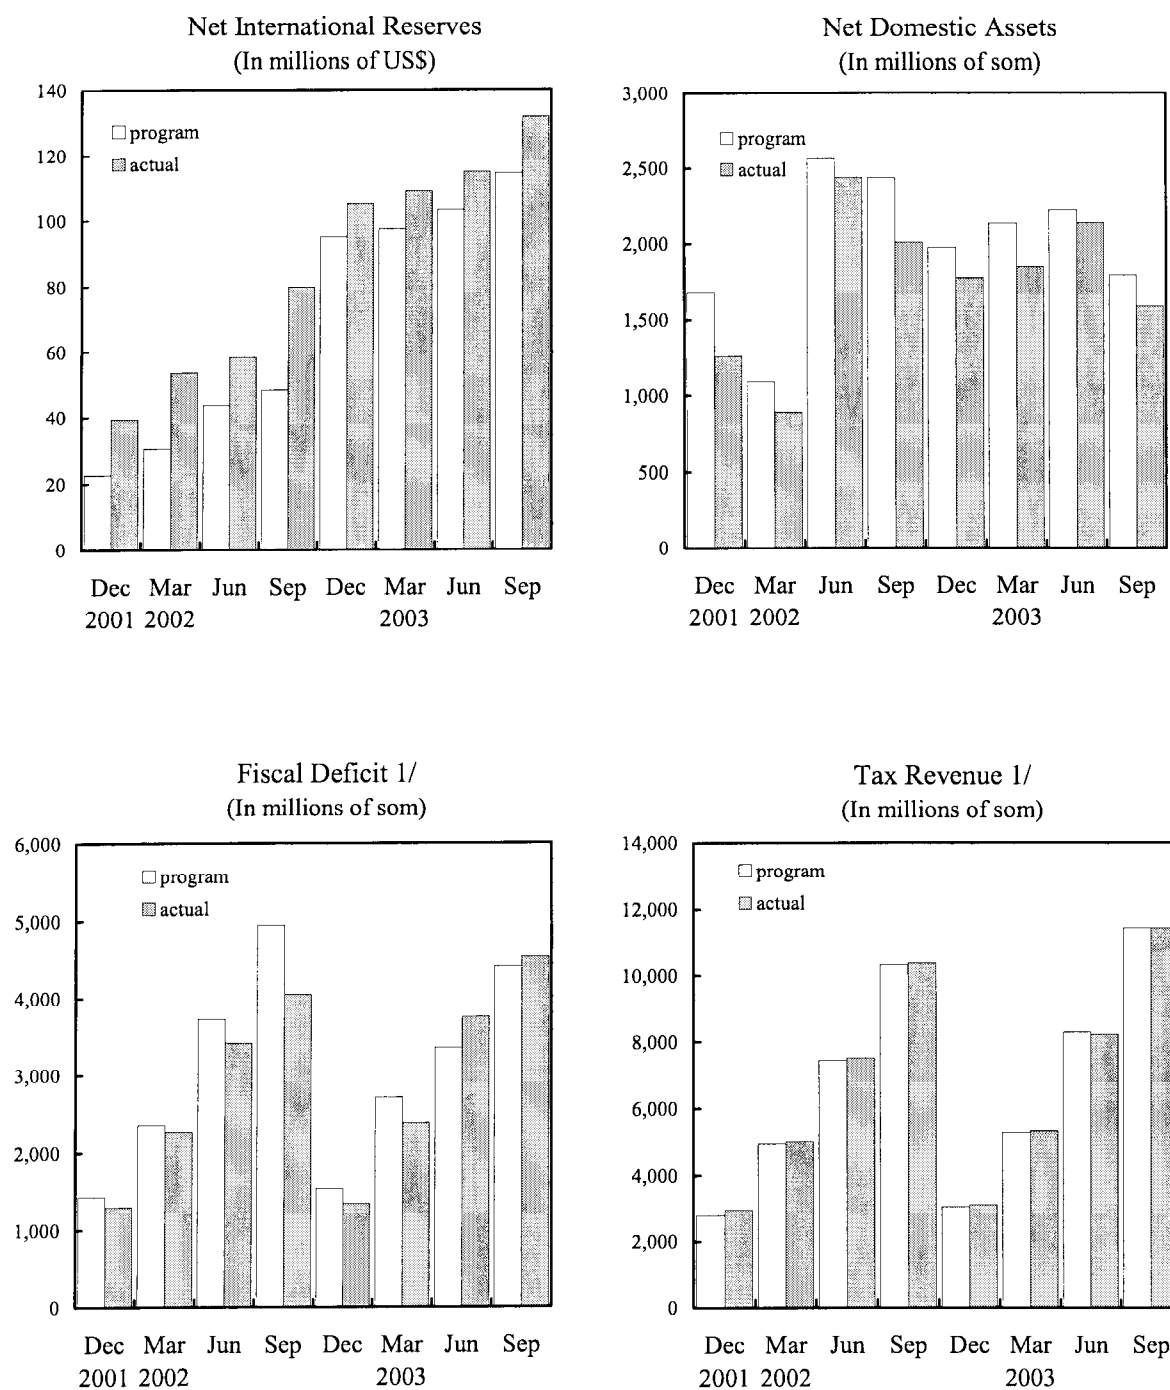 Net International Reserves
(In millions of US$)
140
120
100
80
60
40
20
0
program
actual
Dec Mar Jun Sep Dec Mar Jun Sep
2001 2002 2003
Net Domestic Assets
(In millions of som)
3,000
2,500
2,000
1,500
1,000
500
0
program
actual
Dec Mar Jun Sep Dec Mar Jun Sep
2001 2002 2003
Fiscal Deficit 1/
(In millions of som)
6,000
5,000
4,000
3,000
2,000
1,000
0
program
actual
Dec Mar Jun Sep Dec Mar Jun Sep
2001 2002 2003
Tax Revenue 1/
(In millions of som)
14,000
12,000
10,000
8,000
6,000
4,000
2,000
0
program
actual
Dec Mar Jun Sep Dec Mar Jun Sep
2001 2002 2003